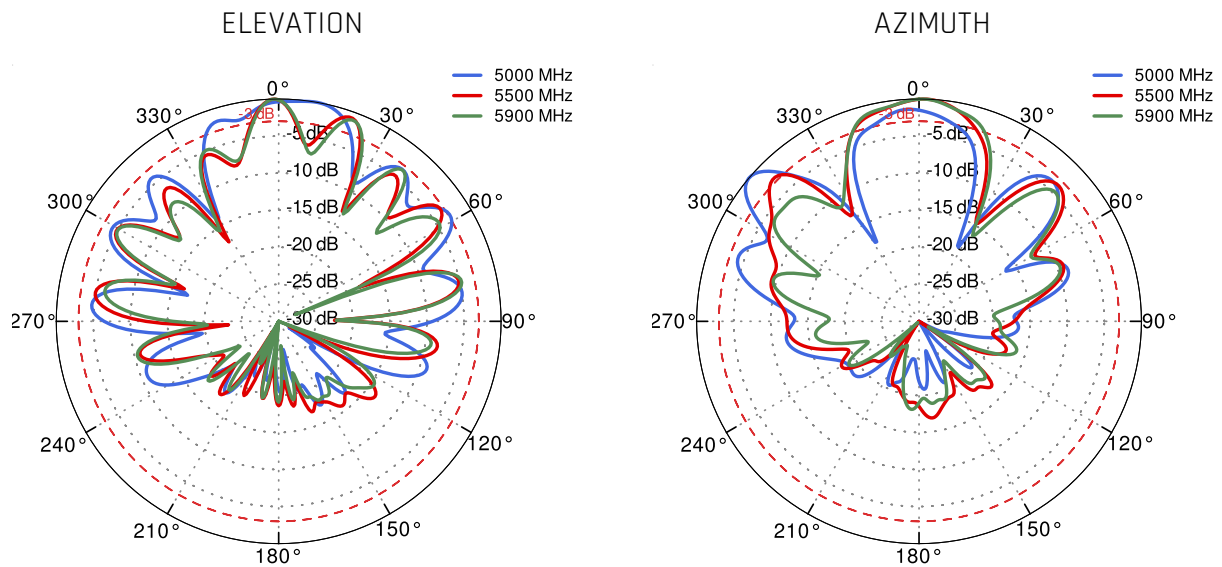 ELEVATION
5000 MHz
5500 MHz
5900 MHz
0°
30°
60°
90°
120°
150°
180°
210°
240°
270°
300°
330°
-3 dB
-5 dB
-10 dB
-15 dB
-20 dB
-25 dB
-30 dB
AZIMUTH
5000 MHz
5500 MHz
5900 MHz
0°
30°
60°
90°
120°
150°
180°
210°
240°
270°
300°
330°
-3 dB
-5 dB
-10 dB
-15 dB
-20 dB
-25 dB
-30 dB